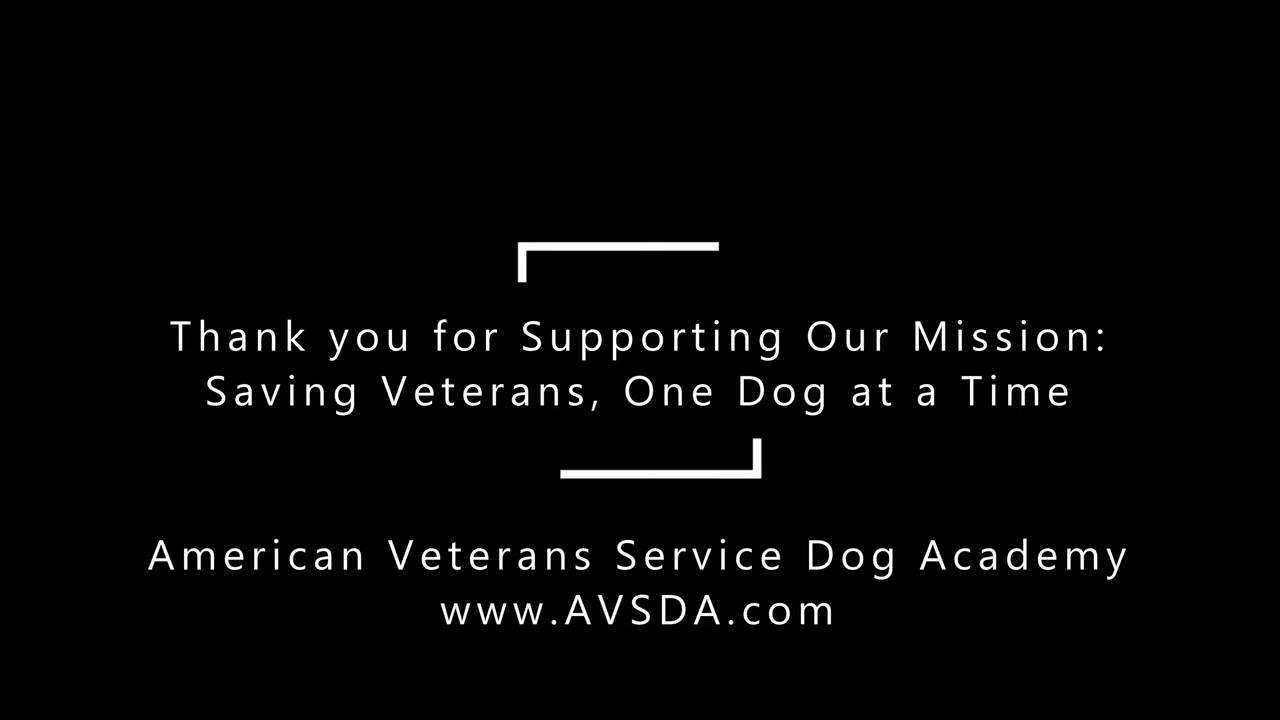 Thank you for Supporting Our Mission:
Saving Veterans, One Dog at a Time
American Veterans Service Dog Academy
www.AVSDA.com